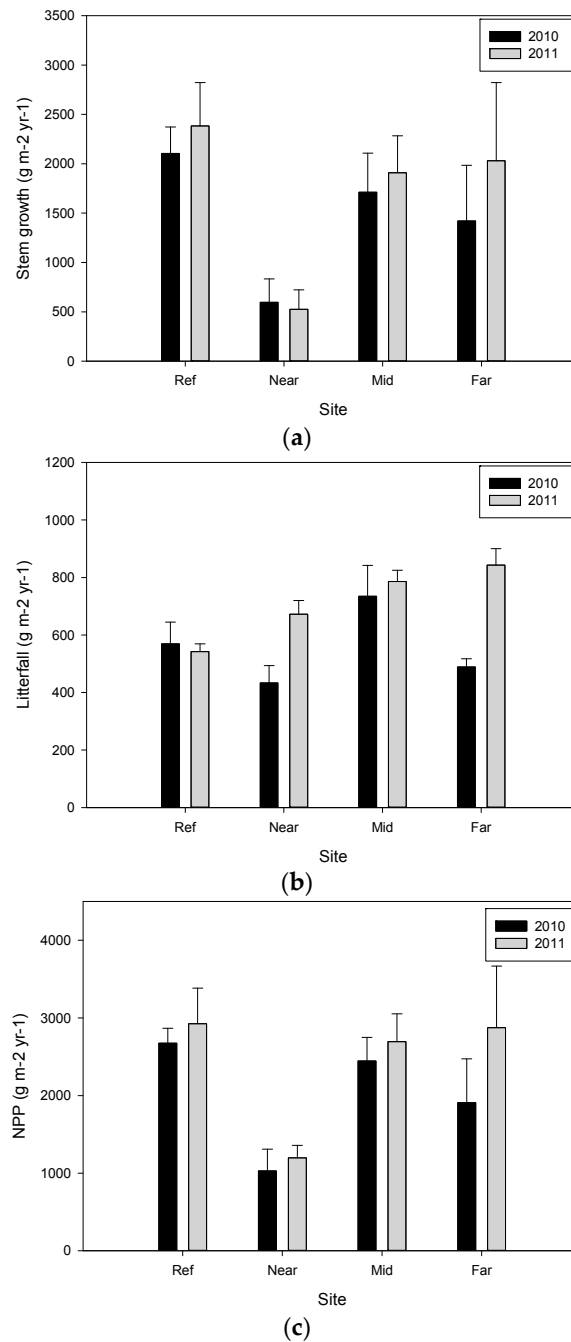 3500
3000
2500
2000
1500
1000
500
0
Stem growth (g m-2 yr-1)
2010
2011
Ref Near Mid Far
Site
(a)
1200
1000
800
600
400
200
0
Litterfall (g m-2 yr-1)
2010
2011
Ref Near Mid Far
Site
(b)
4000
3000
2000
1000
0
NPP (g m-2 yr-1)
2010
2011
Ref Near Mid Far
Site
(c)